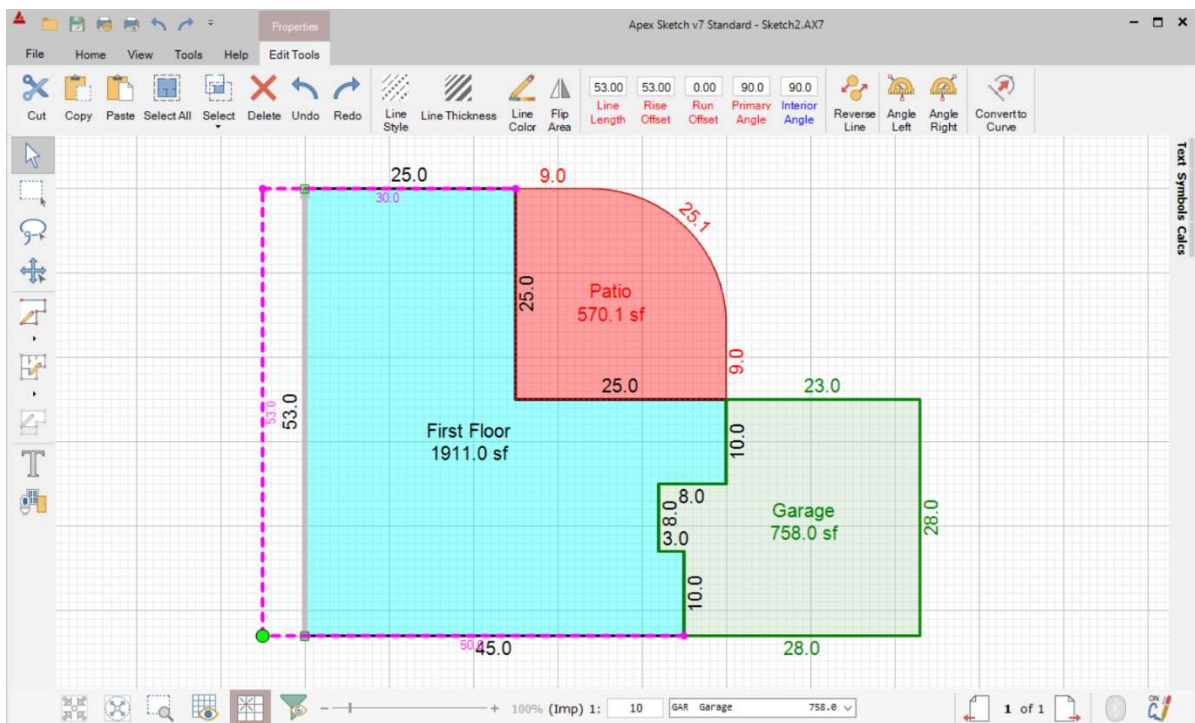 Properties
Apex Sketch v7 Standard - Sketch2.AX7
File Home View Tools Help Edit Tools
53.00 53.00 0.00 90.0 90.0
Cut Copy Paste Select All Select Delete Undo Redo Line Style Line Thickness Line Color Flip Area Line Length Rise Offset Run Offset Primary Angle Interior Angle Reverse Line Angle Left Angle Right Convert to Curve
Text Symbols Calcs
25.0 9.0
30.0
25.1
25.0
Patio
570.1 sf
9.0
25.0 23.0
53.0
53.0
First Floor
1911.0 sf
10.0
8.0
8.0
3.0
Garage
758.0 sf
28.0
10.0
50.0
45.0
28.0
100% (Imp) 1: 10 GAR Garage 758.0 1 of 1 ON